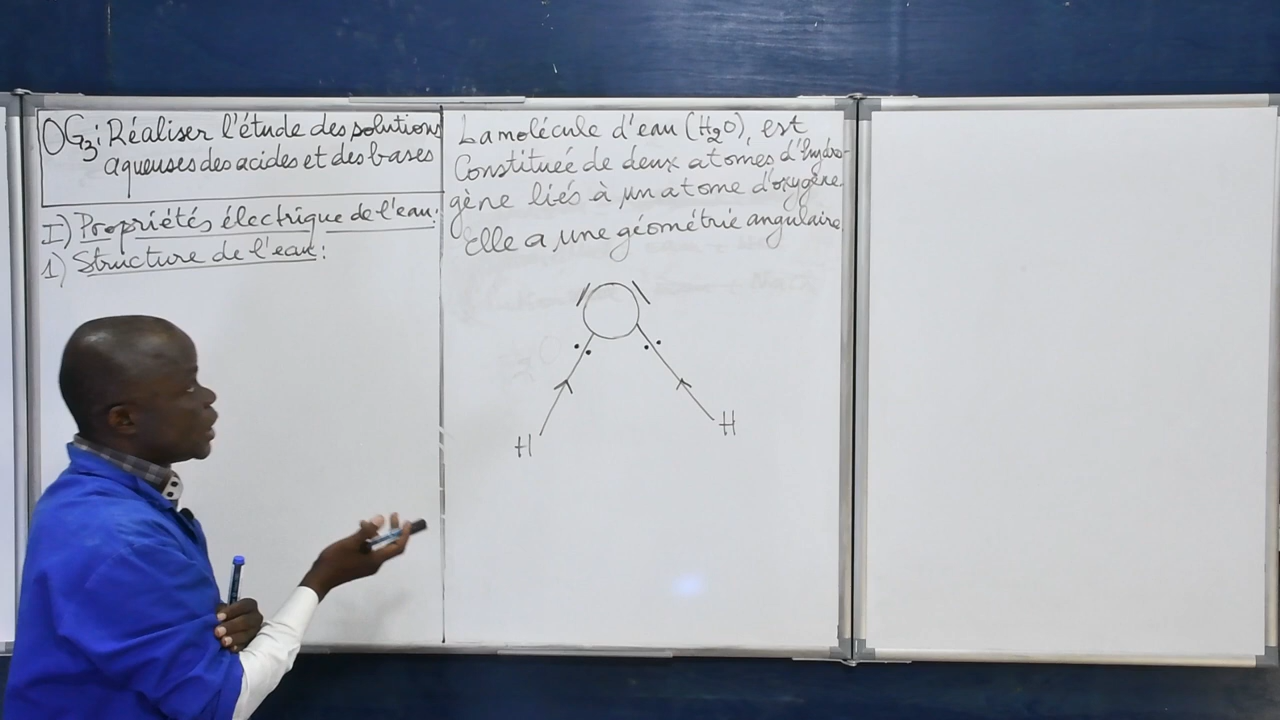 OG3: Réaliser l'étude des solutions
aqueuses des acides et des bases
I) Propriétés électrique de l'eau:
1) Structure de l'eau:
La molécule d'eau (H2O), est
Constituée de deux atomes d'hydro-
gène liés à un atome d'oxygène.
Elle a une géométrie angulaire
H
H